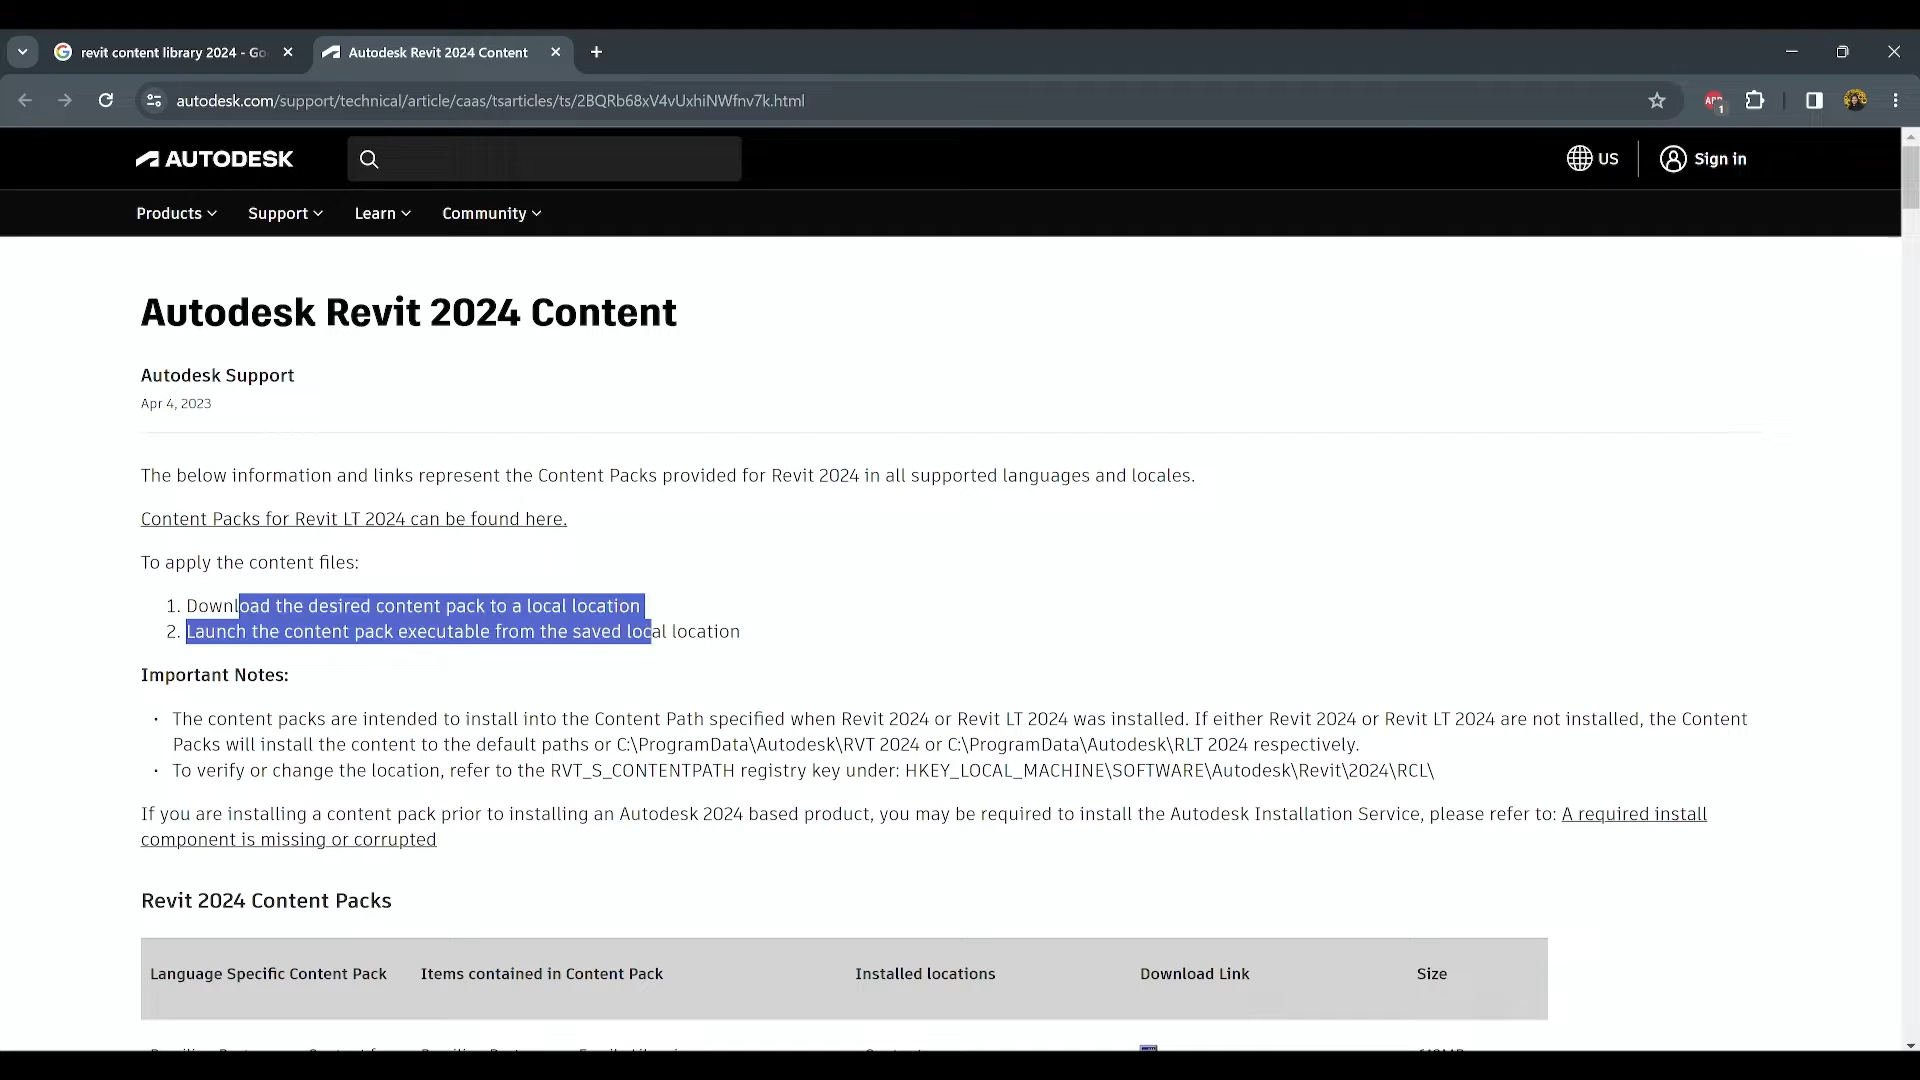 revit content library 2024 - Go
Autodesk Revit 2024 Content
autodesk.com/support/technical/article/caas/tsarticles/ts/2BQRb68xV4vUxhiNWfnv7k.html
ABP
1
AUTODESK
US
Sign in
Products
Support
Learn
Community
Autodesk Revit 2024 Content
Autodesk Support
Apr 4, 2023
The below information and links represent the Content Packs provided for Revit 2024 in all supported languages and locales.
Content Packs for Revit LT 2024 can be found here.
To apply the content files:
1. Download the desired content pack to a local location
2. Launch the content pack executable from the saved local location
Important Notes:
· The content packs are intended to install into the Content Path specified when Revit 2024 or Revit LT 2024 was installed. If either Revit 2024 or Revit LT 2024 are not installed, the Content
Packs will install the content to the default paths or C:\ProgramData\Autodesk\RVT 2024 or C:\ProgramData\Autodesk\RLT 2024 respectively.
· To verify or change the location, refer to the RVT_S_CONTENTPATH registry key under: HKEY_LOCAL_MACHINE\SOFTWARE\Autodesk\Revit\2024\RCL\
If you are installing a content pack prior to installing an Autodesk 2024 based product, you may be required to install the Autodesk Installation Service, please refer to: A required install
component is missing or corrupted
Revit 2024 Content Packs
Language Specific Content Pack
Items contained in Content Pack
Installed locations
Download Link
Size